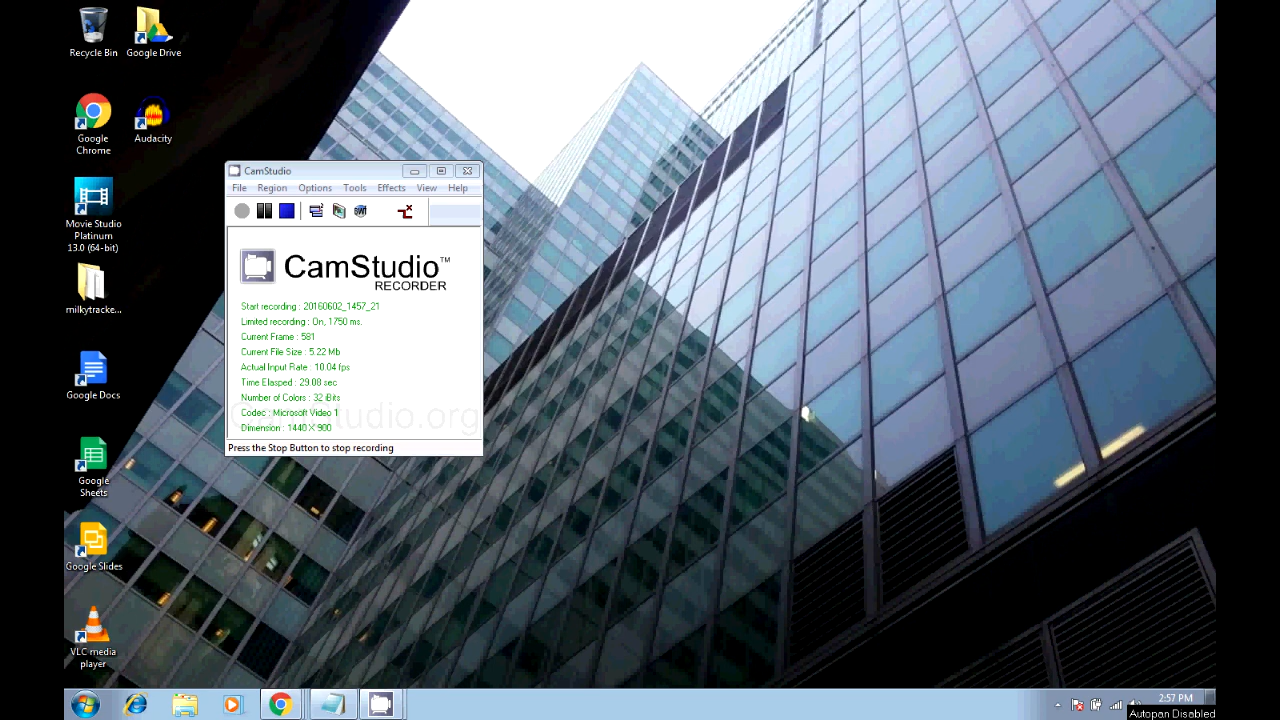 Recycle Bin
Google Drive
Google Chrome
Audacity
Movie Studio Platinum 13.0 (64-bit)
milkytracke...
Google Docs
Google Sheets
Google Slides
VLC media player
CamStudio
File Region Options Tools Effects View Help
CamStudio™
RECORDER
Start recording : 20160602_1457_21
Limited recording : On, 1750 ms.
Current Frame : 581
Current File Size : 5.22 Mb
Actual Input Rate : 10.04 fps
Time Elasped : 29.08 sec
Number of Colors : 32 Bits
Codec : Microsoft Video 1
Dimension : 1440 X 900
CamStudio.org
Press the Stop Button to stop recording
2:57 PM
Autopan Disabled